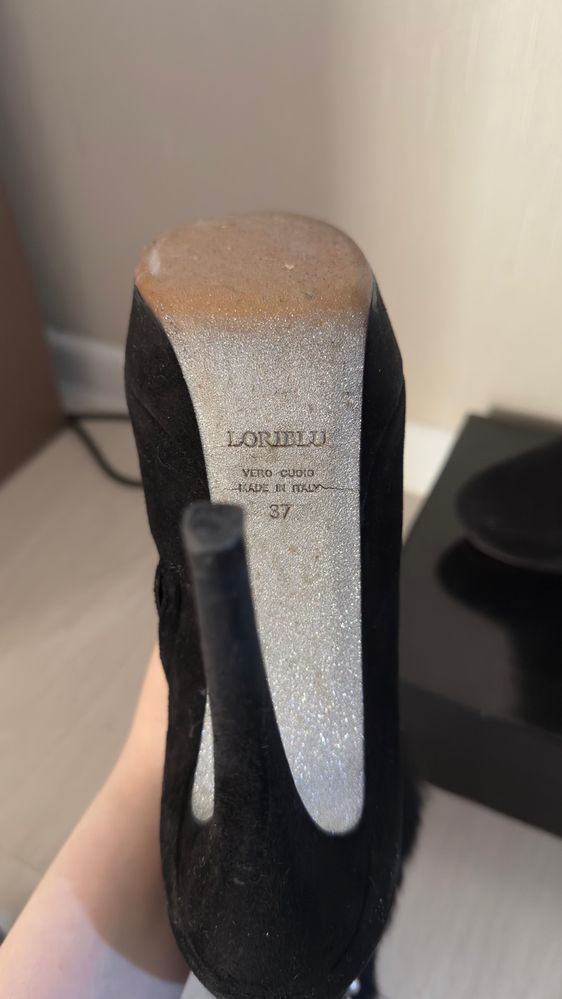 LORIBLU
VERO CUOIO
MADE IN ITALY
37